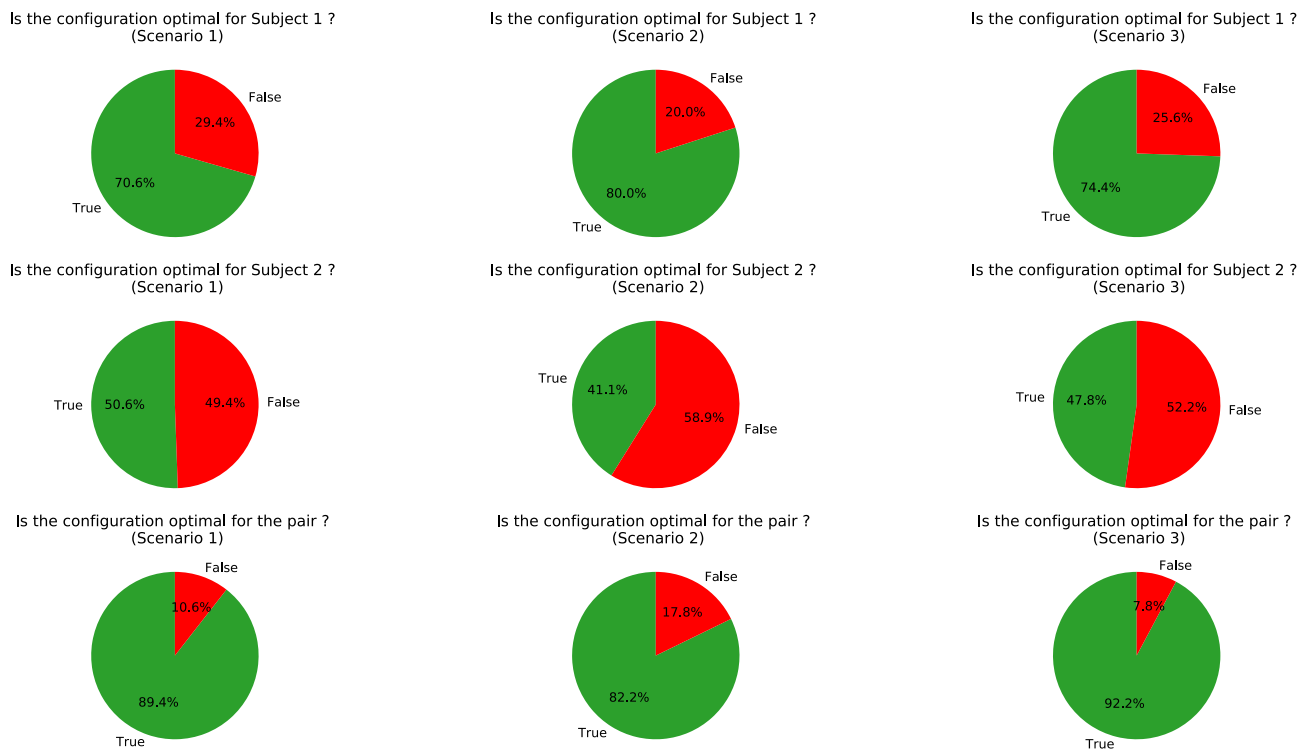 Is the configuration optimal for Subject 1 ?
(Scenario 1)
False
29.4%
70.6%
True
Is the configuration optimal for Subject 1 ?
(Scenario 2)
False
20.0%
80.0%
True
Is the configuration optimal for Subject 1 ?
(Scenario 3)
False
25.6%
74.4%
True
Is the configuration optimal for Subject 2 ?
(Scenario 1)
True
50.6%
49.4%
False
Is the configuration optimal for Subject 2 ?
(Scenario 2)
True
41.1%
58.9%
False
Is the configuration optimal for Subject 2 ?
(Scenario 3)
True
47.8%
52.2%
False
Is the configuration optimal for the pair ?
(Scenario 1)
False
10.6%
89.4%
True
Is the configuration optimal for the pair ?
(Scenario 2)
False
17.8%
82.2%
True
Is the configuration optimal for the pair ?
(Scenario 3)
False
7.8%
92.2%
True